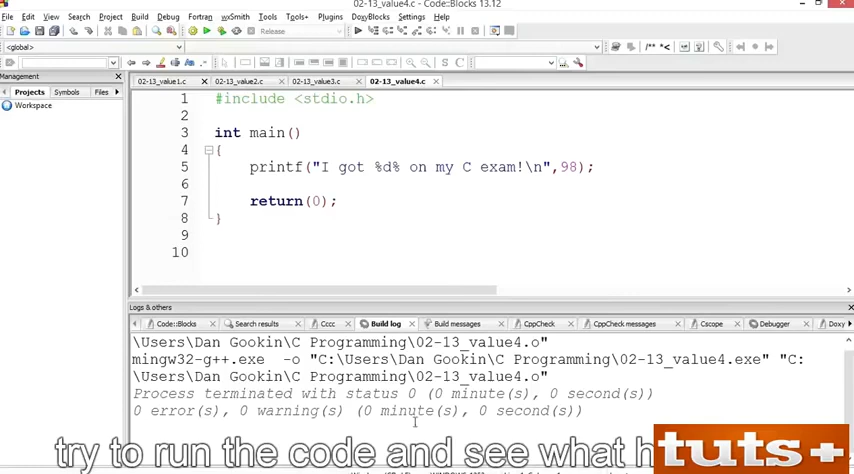 02-13_value4.c - Code::Blocks 13.12
File Edit View Search Project Build Debug Fortran wxSmith Tools Tools+ Plugins DoxyBlocks Settings Help
Release
<global>
/** *<
S C
Management
Projects Symbols Files
Workspace
02-13_value1.c 02-13_value2.c 02-13_value3.c 02-13_value4.c
1 #include <stdio.h>
2
3 int main()
4 {
5 printf("I got %d% on my C exam!\n",98);
6
7 return(0);
8 }
9
10
Logs & others
Code::Blocks Search results Cccc Build log Build messages CppCheck CppCheck messages Cscope Debugger Doxy
\Users\Dan Gookin\C Programming\02-13_value4.o"
mingw32-g++.exe -o "C:\Users\Dan Gookin\C Programming\02-13_value4.exe" "C:
\Users\Dan Gookin\C Programming\02-13_value4.o"
Process terminated with status 0 (0 minute(s), 0 second(s))
0 error(s), 0 warning(s) (0 minute(s), 0 second(s))
try to run the code and see what
tuts+